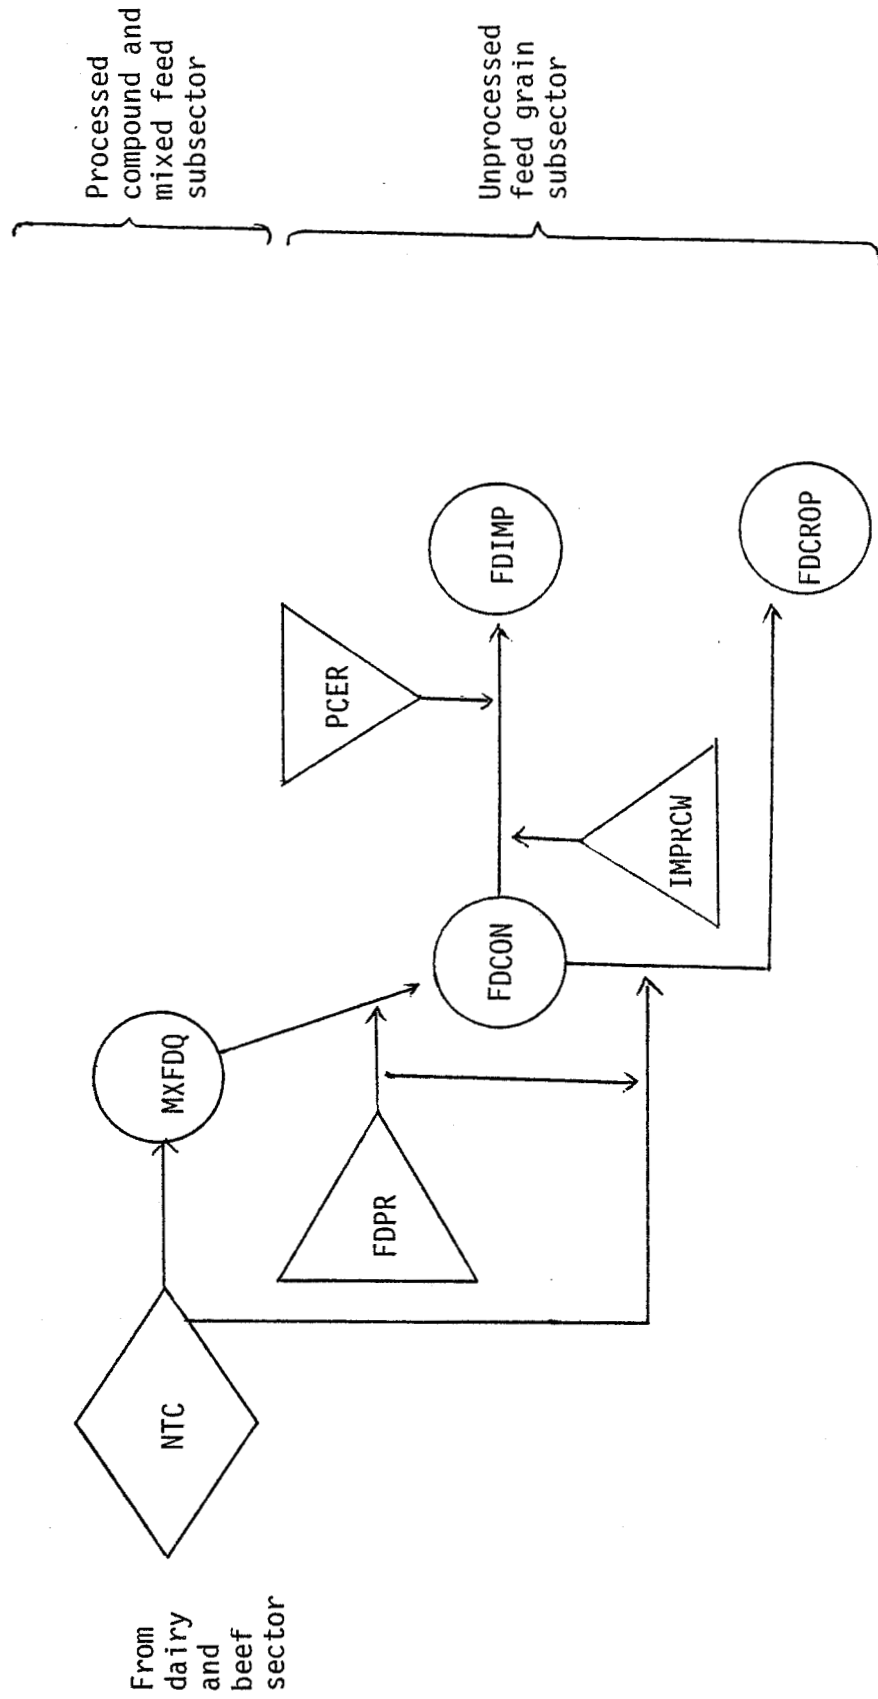 From
dairy
and
beef
sector
NTC
MXFDQ
FDPR
FDCON
PCER
IMPRCW
FDIMP
FDCROP
Processed
compound and
mixed feed
subsector
Unprocessed
feed grain
subsector